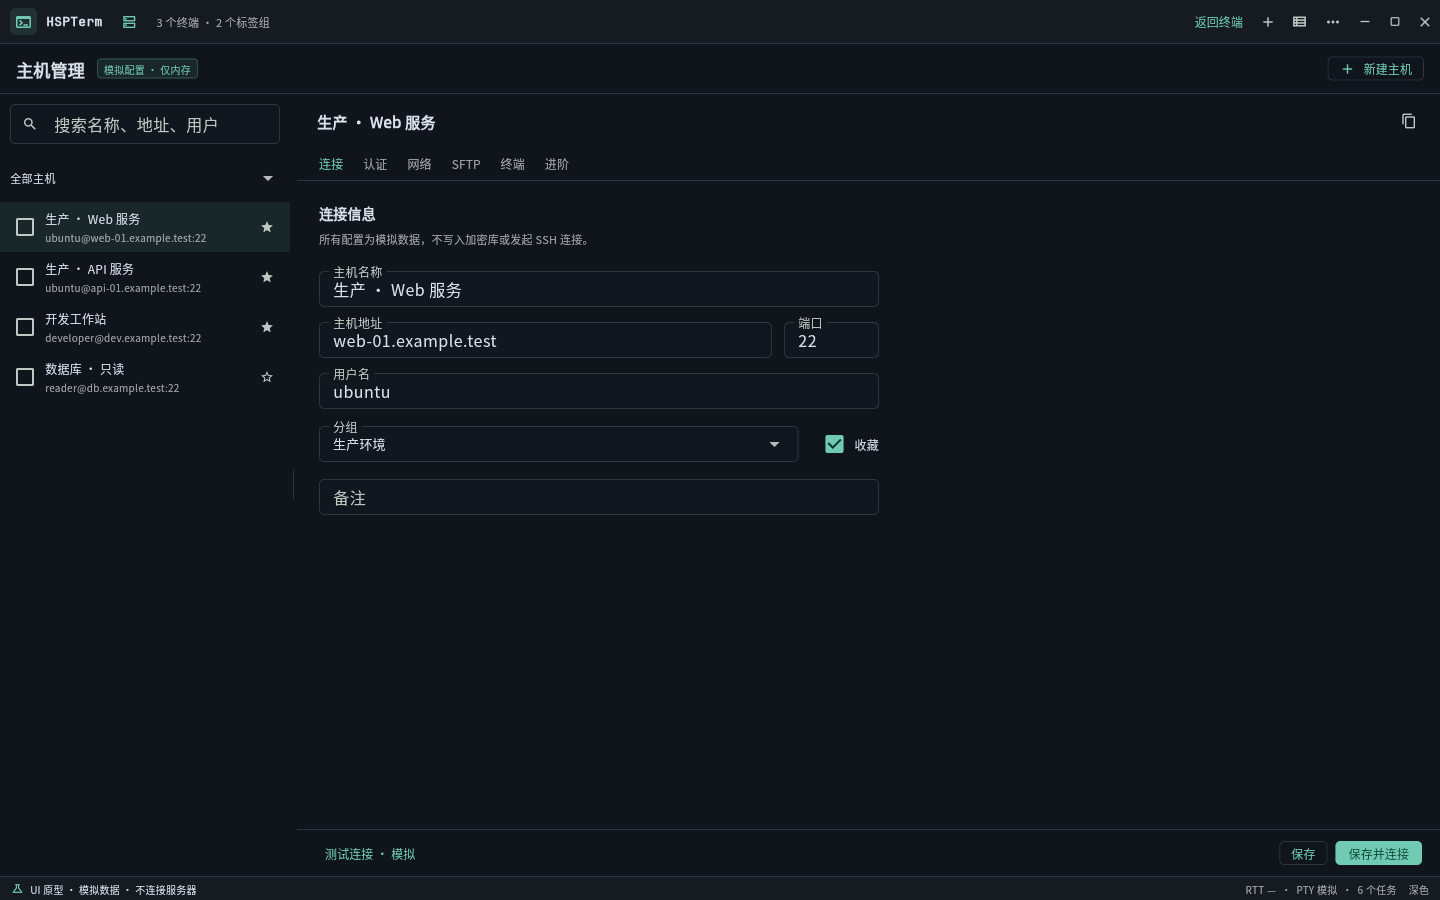 HSPTerm
3 个终端 · 2 个标签组
返回终端
主机管理
模拟配置 · 仅内存
新建主机
搜索名称、地址、用户
全部主机
生产 · Web 服务
ubuntu@web-01.example.test:22
生产 · API 服务
ubuntu@api-01.example.test:22
开发工作站
developer@dev.example.test:22
数据库 · 只读
reader@db.example.test:22
生产 · Web 服务
连接 认证 网络 SFTP 终端 进阶
连接信息
所有配置为模拟数据，不写入加密库或发起 SSH 连接。
主机名称
生产 · Web 服务
主机地址
web-01.example.test
端口
22
用户名
ubuntu
分组
生产环境
收藏
备注
测试连接 · 模拟
保存
保存并连接
UI 原型 · 模拟数据 · 不连接服务器
RTT — · PTY 模拟 · 6 个任务 深色